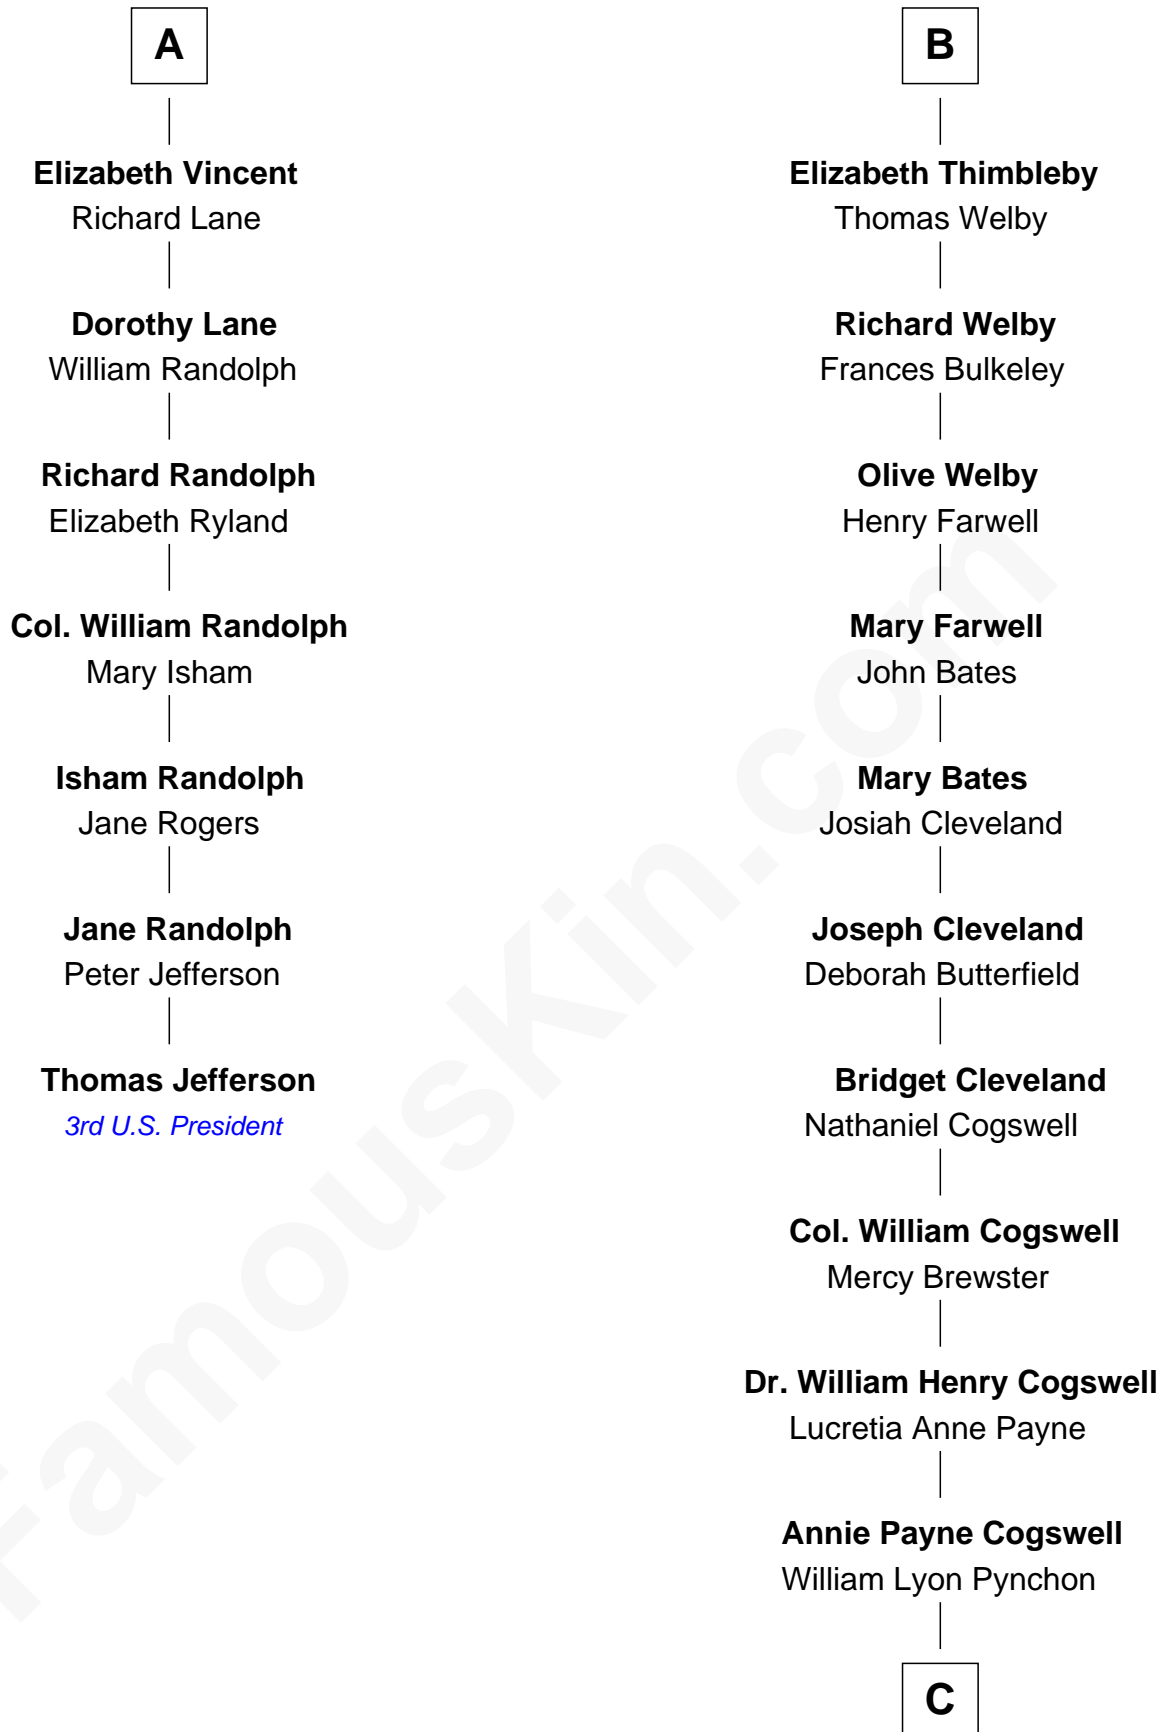 A
Elizabeth Vincent
Richard Lane
Dorothy Lane
William Randolph
Richard Randolph
Elizabeth Ryland
Col. William Randolph
Mary Isham
Isham Randolph
Jane Rogers
Jane Randolph
Peter Jefferson
Thomas Jefferson
3rd U.S. President
B
Elizabeth Thimbleby
Thomas Welby
Richard Welby
Frances Bulkeley
Olive Welby
Henry Farwell
Mary Farwell
John Bates
Mary Bates
Josiah Cleveland
Joseph Cleveland
Deborah Butterfield
Bridget Cleveland
Nathaniel Cogswell
Col. William Cogswell
Mercy Brewster
Dr. William Henry Cogswell
Lucretia Anne Payne
Annie Payne Cogswell
William Lyon Pynchon
C
FamousKin.com